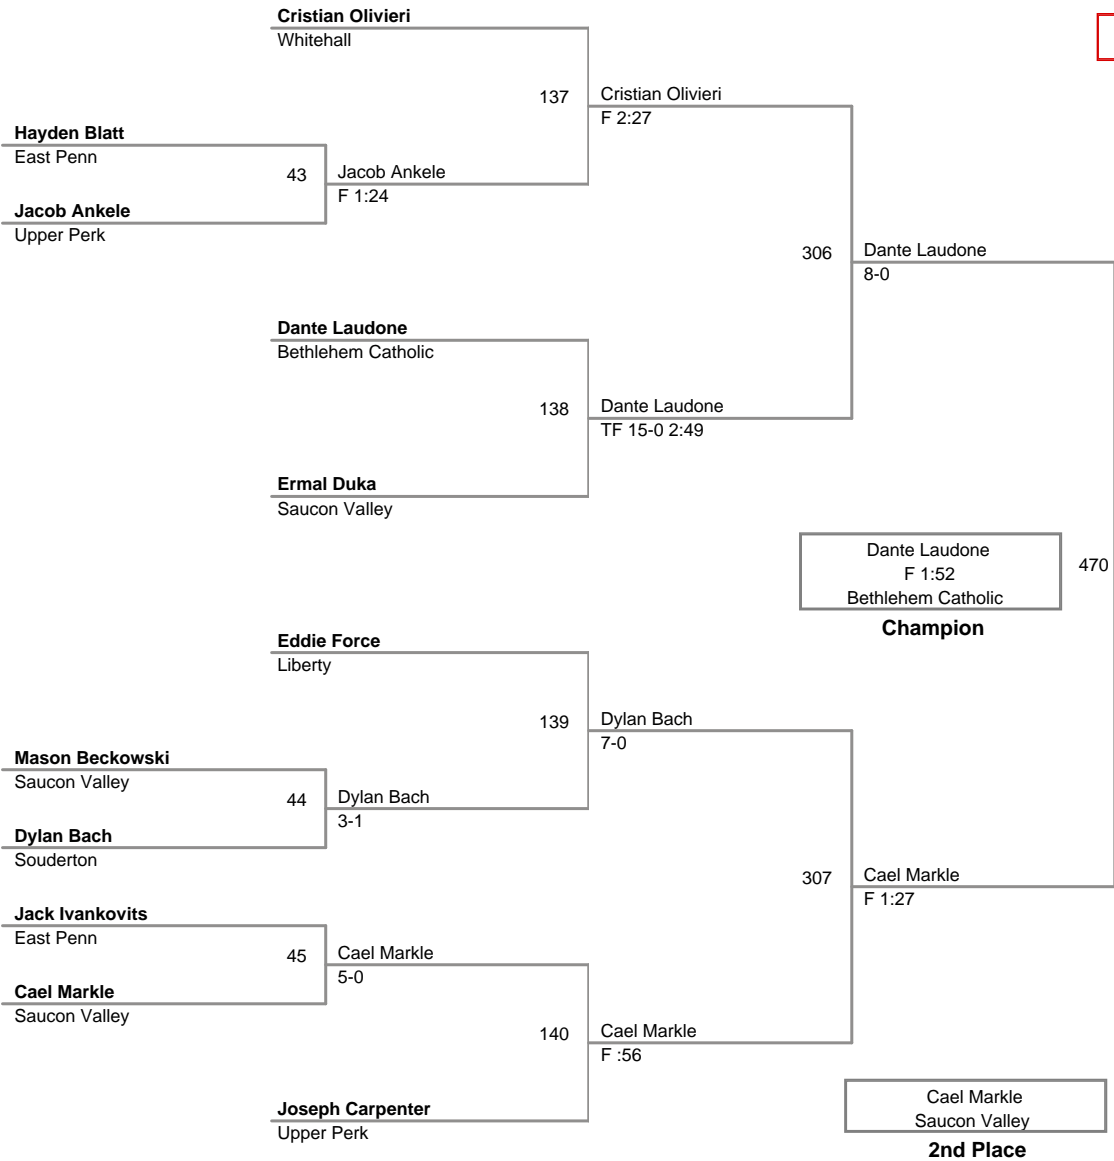 Cristian Olivieri
Whitehall
137
Cristian Olivieri
F 2:27
Hayden Blatt
East Penn
43
Jacob Ankele
F 1:24
Jacob Ankele
Upper Perk
306
Dante Laudone
8-0
Dante Laudone
Bethlehem Catholic
138
Dante Laudone
TF 15-0 2:49
Ermal Duka
Saucon Valley
Dante Laudone
F 1:52
Bethlehem Catholic
Champion
470
Eddie Force
Liberty
139
Dylan Bach
7-0
Mason Beckowski
Saucon Valley
44
Dylan Bach
3-1
Dylan Bach
Souderton
307
Cael Markle
F 1:27
Jack Ivankovits
East Penn
45
Cael Markle
5-0
Cael Markle
Saucon Valley
140
Cael Markle
F :56
Joseph Carpenter
Upper Perk
Cael Markle
Saucon Valley
2nd Place